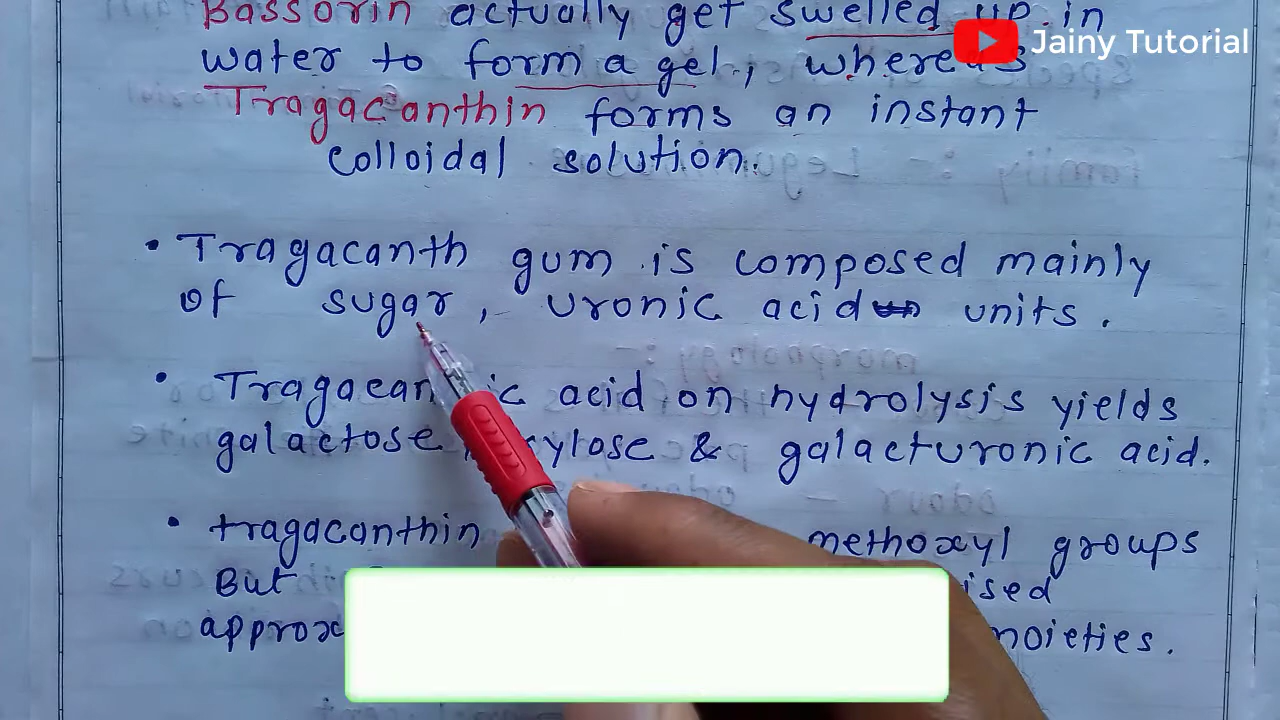 Bassorin actually get swelled up in
Jainy Tutorial
water to form a gel, whereas
Tragacanthin forms an instant
colloidal solution.
• Tragacanth gum is composed mainly
of sugar, uronic acid units.
• Tragacan ic acid on hydrolysis yields
galactose, xylose & galacturonic acid.
• tragacanthin methoxyl groups
But ised
approx moieties.